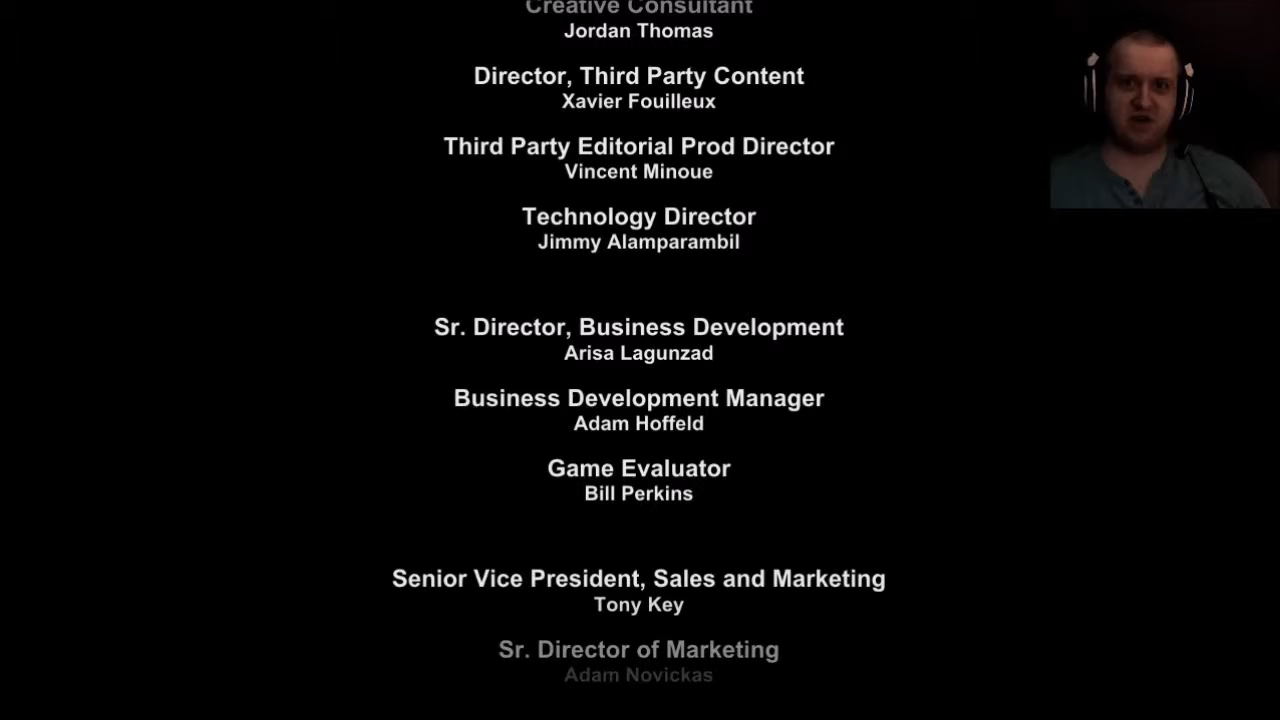 Creative Consultant
Jordan Thomas
Director, Third Party Content
Xavier Fouilleux
Third Party Editorial Prod Director
Vincent Minoue
Technology Director
Jimmy Alamparambil
Sr. Director, Business Development
Arisa Lagunzad
Business Development Manager
Adam Hoffeld
Game Evaluator
Bill Perkins
Senior Vice President, Sales and Marketing
Tony Key
Sr. Director of Marketing
Adam Novickas